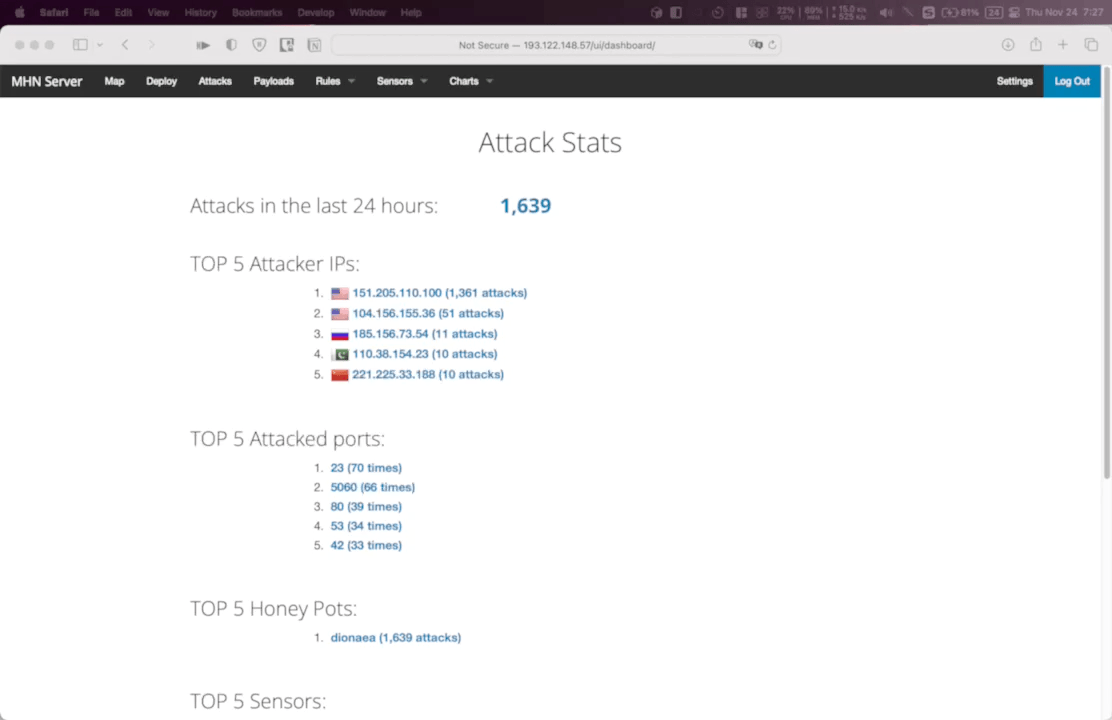 Safari File Edit View History Bookmarks Develop Window Help 22% CPU 69% MEM 15.0 K/s 52.5 K/s 81% 24 Thu Nov 24 7:27
Not Secure — 193.122.148.57/ui/dashboard/
MHN Server Map Deploy Attacks Payloads Rules Sensors Charts Settings Log Out
Attack Stats
Attacks in the last 24 hours: 1,639
TOP 5 Attacker IPs:
1. 151.205.110.100 (1,361 attacks)
2. 104.156.155.36 (51 attacks)
3. 185.156.73.54 (11 attacks)
4. 110.38.154.23 (10 attacks)
5. 221.225.33.188 (10 attacks)
TOP 5 Attacked ports:
1. 23 (70 times)
2. 5060 (66 times)
3. 80 (39 times)
4. 53 (34 times)
5. 42 (33 times)
TOP 5 Honey Pots:
1. dionaea (1,639 attacks)
TOP 5 Sensors: